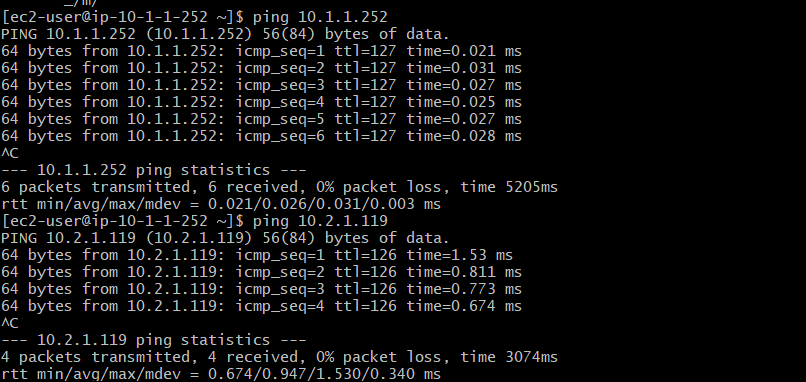 _/m/
[ec2-user@ip-10-1-1-252 ~]$ ping 10.1.1.252
PING 10.1.1.252 (10.1.1.252) 56(84) bytes of data.
64 bytes from 10.1.1.252: icmp_seq=1 ttl=127 time=0.021 ms
64 bytes from 10.1.1.252: icmp_seq=2 ttl=127 time=0.031 ms
64 bytes from 10.1.1.252: icmp_seq=3 ttl=127 time=0.027 ms
64 bytes from 10.1.1.252: icmp_seq=4 ttl=127 time=0.025 ms
64 bytes from 10.1.1.252: icmp_seq=5 ttl=127 time=0.027 ms
64 bytes from 10.1.1.252: icmp_seq=6 ttl=127 time=0.028 ms
^C
--- 10.1.1.252 ping statistics ---
6 packets transmitted, 6 received, 0% packet loss, time 5205ms
rtt min/avg/max/mdev = 0.021/0.026/0.031/0.003 ms
[ec2-user@ip-10-1-1-252 ~]$ ping 10.2.1.119
PING 10.2.1.119 (10.2.1.119) 56(84) bytes of data.
64 bytes from 10.2.1.119: icmp_seq=1 ttl=126 time=1.53 ms
64 bytes from 10.2.1.119: icmp_seq=2 ttl=126 time=0.811 ms
64 bytes from 10.2.1.119: icmp_seq=3 ttl=126 time=0.773 ms
64 bytes from 10.2.1.119: icmp_seq=4 ttl=126 time=0.674 ms
^C
--- 10.2.1.119 ping statistics ---
4 packets transmitted, 4 received, 0% packet loss, time 3074ms
rtt min/avg/max/mdev = 0.674/0.947/1.530/0.340 ms